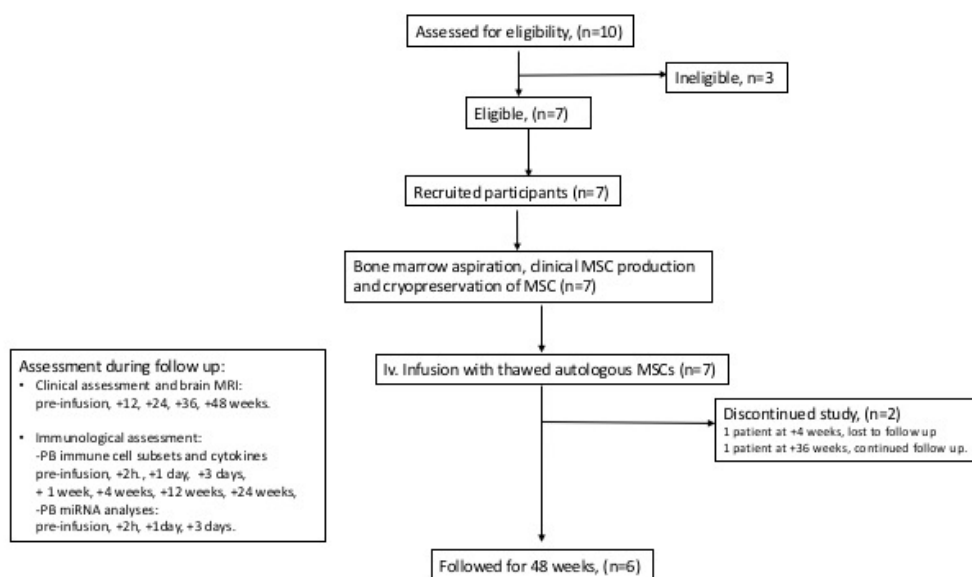 Assessed for eligibility, (n=10)
Ineligible, n=3
Eligible, (n=7)
Recruited participants (n=7)
Bone marrow aspiration, clinical MSC production
and cryopreservation of MSC (n=7)
Iv. Infusion with thawed autologous MSCs (n=7)
Assessment during follow up:
• Clinical assessment and brain MRI:
pre-infusion, +12, +24, +36, +48 weeks.
• Immunological assessment:
-PB immune cell subsets and cytokines
pre-infusion, +2h., +1 day, +3 days,
+ 1 week, +4 weeks, +12 weeks, +24 weeks,
-PB miRNA analyses:
pre-infusion, +2h, +1day, +3 days.
Discontinued study, (n=2)
1 patient at +4 weeks, lost to follow up
1 patient at +36 weeks, continued follow up.
Followed for 48 weeks, (n=6)